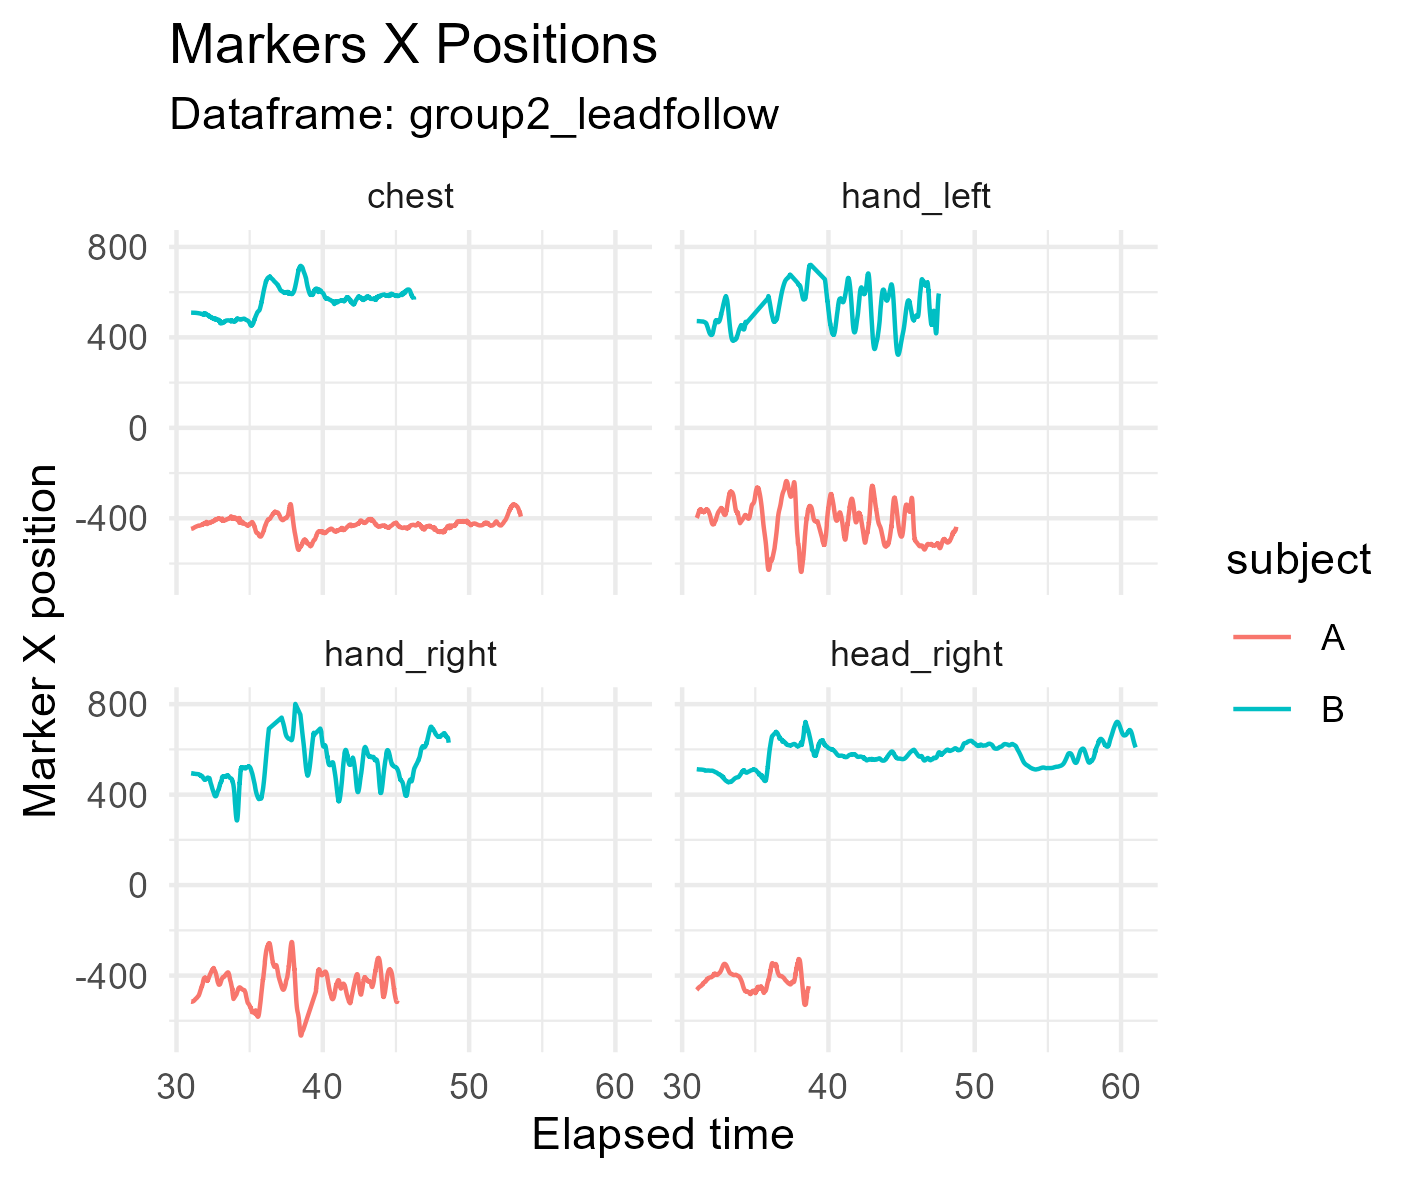 Markers X Positions
Dataframe: group2_leadfollow
chest
hand_left
800
400
0
-400
hand_right
head_right
800
400
0
-400
30 40 50 60 30 40 50 60
Elapsed time
Marker X position
subject
A
B